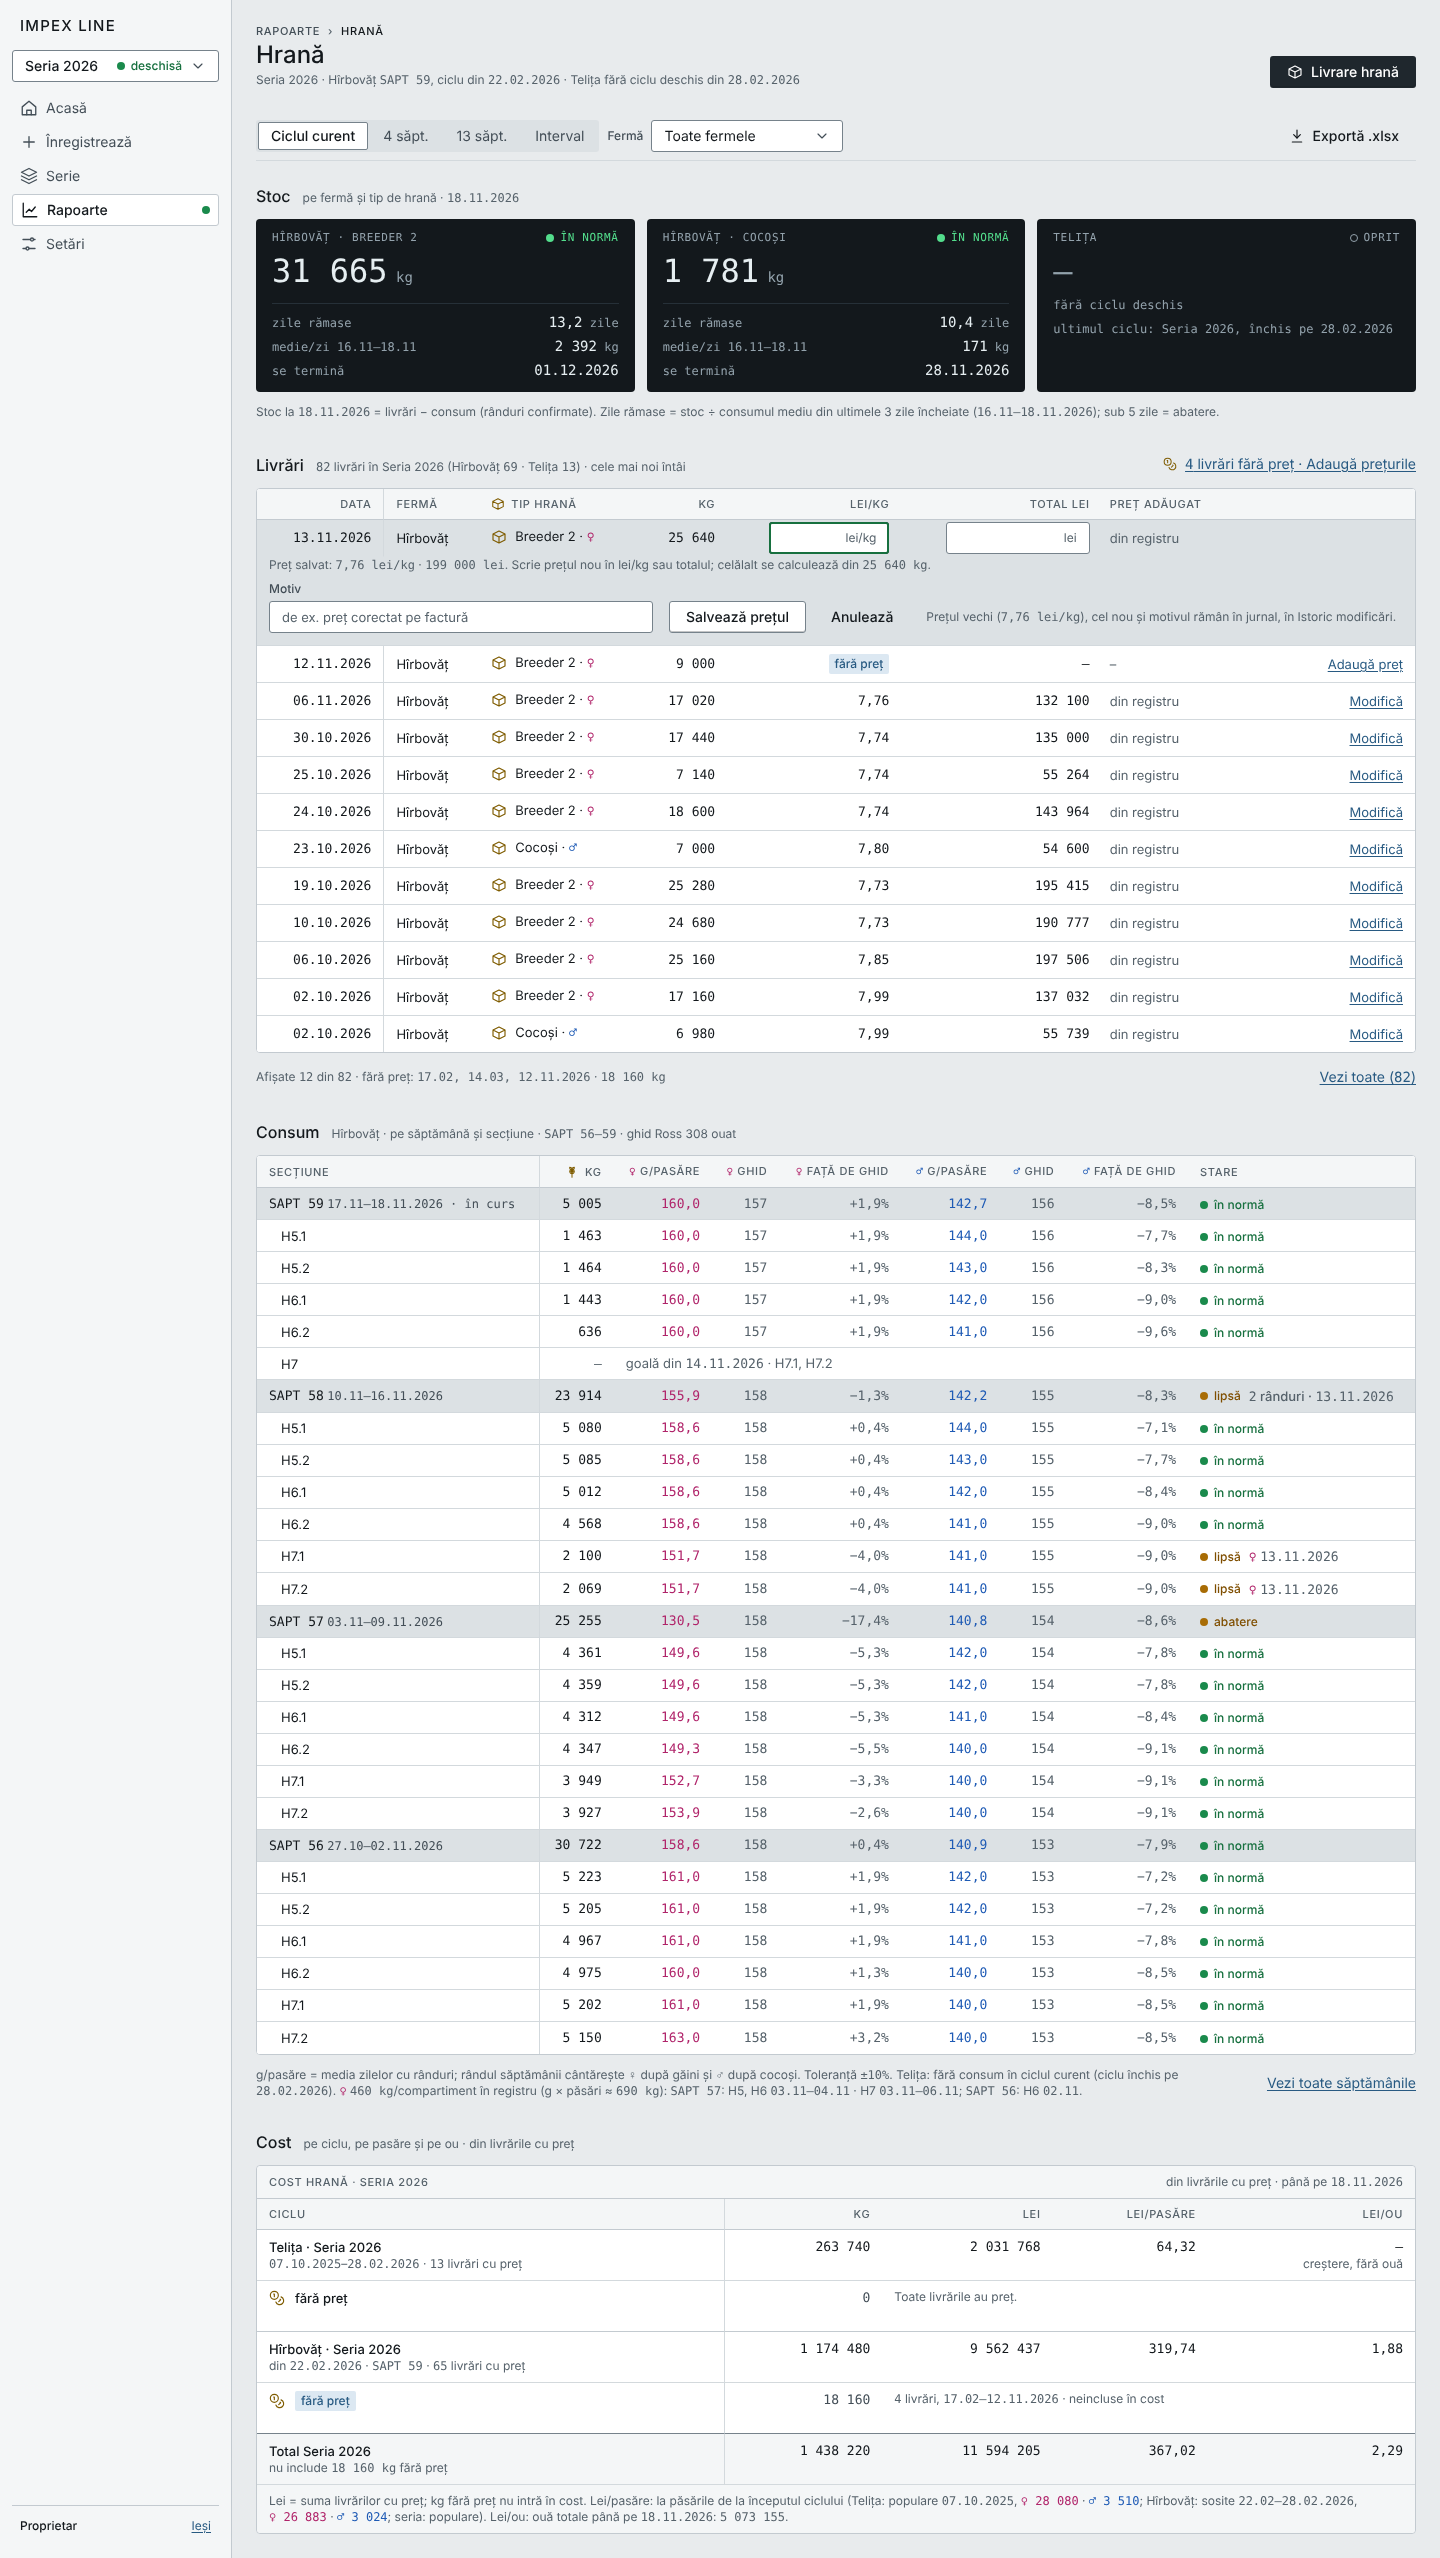 IMPEX LINE
Seria 2026 deschisă
Acasă
Înregistrează
Serie
Rapoarte
Setări
RAPOARTE › HRANĂ
Hrană
Seria 2026 · Hîrbovăț SAPT 59, ciclu din 22.02.2026 · Telița fără ciclu deschis din 28.02.2026
Livrare hrană
Ciclul curent 4 săpt. 13 săpt. Interval Fermă Toate fermele
Exportă .xlsx
Stoc pe fermă și tip de hrană · 18.11.2026
HÎRBOVĂȚ · BREEDER 2 ÎN NORMĂ
31 665 kg
zile rămase 13,2 zile
medie/zi 16.11–18.11 2 392 kg
se termină 01.12.2026
HÎRBOVĂȚ · COCOȘI ÎN NORMĂ
1 781 kg
zile rămase 10,4 zile
medie/zi 16.11–18.11 171 kg
se termină 28.11.2026
TELIȚA OPRIT
—
fără ciclu deschis
ultimul ciclu: Seria 2026, închis pe 28.02.2026
Stoc la 18.11.2026 = livrări − consum (rânduri confirmate). Zile rămase = stoc ÷ consumul mediu din ultimele 3 zile încheiate (16.11–18.11.2026); sub 5 zile = abatere.
Livrări 82 livrări în Seria 2026 (Hîrbovăț 69 · Telița 13) · cele mai noi întâi
4 livrări fără preț · Adaugă prețurile
DATA FERMĂ TIP HRANĂ KG LEI/KG TOTAL LEI PREȚ ADĂUGAT
13.11.2026 Hîrbovăț Breeder 2 · ♀ 25 640 lei/kg lei din registru
Preț salvat: 7,76 lei/kg · 199 000 lei. Scrie prețul nou în lei/kg sau totalul; celălalt se calculează din 25 640 kg.
Motiv
de ex. preț corectat pe factură Salvează prețul Anulează Prețul vechi (7,76 lei/kg), cel nou și motivul rămân în jurnal, în Istoric modificări.
12.11.2026 Hîrbovăț Breeder 2 · ♀ 9 000 fără preț — – Adaugă preț
06.11.2026 Hîrbovăț Breeder 2 · ♀ 17 020 7,76 132 100 din registru Modifică
30.10.2026 Hîrbovăț Breeder 2 · ♀ 17 440 7,74 135 000 din registru Modifică
25.10.2026 Hîrbovăț Breeder 2 · ♀ 7 140 7,74 55 264 din registru Modifică
24.10.2026 Hîrbovăț Breeder 2 · ♀ 18 600 7,74 143 964 din registru Modifică
23.10.2026 Hîrbovăț Cocoși · ♂ 7 000 7,80 54 600 din registru Modifică
19.10.2026 Hîrbovăț Breeder 2 · ♀ 25 280 7,73 195 415 din registru Modifică
10.10.2026 Hîrbovăț Breeder 2 · ♀ 24 680 7,73 190 777 din registru Modifică
06.10.2026 Hîrbovăț Breeder 2 · ♀ 25 160 7,85 197 506 din registru Modifică
02.10.2026 Hîrbovăț Breeder 2 · ♀ 17 160 7,99 137 032 din registru Modifică
02.10.2026 Hîrbovăț Cocoși · ♂ 6 980 7,99 55 739 din registru Modifică
Afișate 12 din 82 · fără preț: 17.02, 14.03, 12.11.2026 · 18 160 kg
Vezi toate (82)
Consum Hîrbovăț · pe săptămână și secțiune · SAPT 56–59 · ghid Ross 308 ouat
SECȚIUNE KG ♀ G/PASĂRE ♀ GHID ♀ FAȚĂ DE GHID ♂ G/PASĂRE ♂ GHID ♂ FAȚĂ DE GHID STARE
SAPT 59 17.11–18.11.2026 · în curs 5 005 160,0 157 +1,9% 142,7 156 −8,5% în normă
H5.1 1 463 160,0 157 +1,9% 144,0 156 −7,7% în normă
H5.2 1 464 160,0 157 +1,9% 143,0 156 −8,3% în normă
H6.1 1 443 160,0 157 +1,9% 142,0 156 −9,0% în normă
H6.2 636 160,0 157 +1,9% 141,0 156 −9,6% în normă
H7 — goală din 14.11.2026 · H7.1, H7.2
SAPT 58 10.11–16.11.2026 23 914 155,9 158 −1,3% 142,2 155 −8,3% lipsă 2 rânduri · 13.11.2026
H5.1 5 080 158,6 158 +0,4% 144,0 155 −7,1% în normă
H5.2 5 085 158,6 158 +0,4% 143,0 155 −7,7% în normă
H6.1 5 012 158,6 158 +0,4% 142,0 155 −8,4% în normă
H6.2 4 568 158,6 158 +0,4% 141,0 155 −9,0% în normă
H7.1 2 100 151,7 158 −4,0% 141,0 155 −9,0% lipsă ♀ 13.11.2026
H7.2 2 069 151,7 158 −4,0% 141,0 155 −9,0% lipsă ♀ 13.11.2026
SAPT 57 03.11–09.11.2026 25 255 130,5 158 −17,4% 140,8 154 −8,6% abatere
H5.1 4 361 149,6 158 −5,3% 142,0 154 −7,8% în normă
H5.2 4 359 149,6 158 −5,3% 142,0 154 −7,8% în normă
H6.1 4 312 149,6 158 −5,3% 141,0 154 −8,4% în normă
H6.2 4 347 149,3 158 −5,5% 140,0 154 −9,1% în normă
H7.1 3 949 152,7 158 −3,3% 140,0 154 −9,1% în normă
H7.2 3 927 153,9 158 −2,6% 140,0 154 −9,1% în normă
SAPT 56 27.10–02.11.2026 30 722 158,6 158 +0,4% 140,9 153 −7,9% în normă
H5.1 5 223 161,0 158 +1,9% 142,0 153 −7,2% în normă
H5.2 5 205 161,0 158 +1,9% 142,0 153 −7,2% în normă
H6.1 4 967 161,0 158 +1,9% 141,0 153 −7,8% în normă
H6.2 4 975 160,0 158 +1,3% 140,0 153 −8,5% în normă
H7.1 5 202 161,0 158 +1,9% 140,0 153 −8,5% în normă
H7.2 5 150 163,0 158 +3,2% 140,0 153 −8,5% în normă
g/pasăre = media zilelor cu rânduri; rândul săptămânii cântărește ♀ după găini și ♂ după cocoși. Toleranță ±10%. Telița: fără consum în ciclul curent (ciclu închis pe
28.02.2026). ♀ 460 kg/compartiment în registru (g × păsări ≈ 690 kg): SAPT 57: H5, H6 03.11–04.11 · H7 03.11–06.11; SAPT 56: H6 02.11.
Vezi toate săptămânile
Cost pe ciclu, pe pasăre și pe ou · din livrările cu preț
COST HRANĂ · SERIA 2026 din livrările cu preț · până pe 18.11.2026
CICLU KG LEI LEI/PASĂRE LEI/OU
Telița · Seria 2026 263 740 2 031 768 64,32 —
07.10.2025–28.02.2026 · 13 livrări cu preț creștere, fără ouă
fără preț 0 Toate livrările au preț.
Hîrbovăț · Seria 2026 1 174 480 9 562 437 319,74 1,88
din 22.02.2026 · SAPT 59 · 65 livrări cu preț
fără preț 18 160 4 livrări, 17.02–12.11.2026 · neincluse în cost
Total Seria 2026 1 438 220 11 594 205 367,02 2,29
nu include 18 160 kg fără preț
Lei = suma livrărilor cu preț; kg fără preț nu intră în cost. Lei/pasăre: la păsările de la începutul ciclului (Telița: populare 07.10.2025, ♀ 28 080 · ♂ 3 510; Hîrbovăț: sosite 22.02–28.02.2026,
♀ 26 883 · ♂ 3 024; seria: populare). Lei/ou: ouă totale până pe 18.11.2026: 5 073 155.
Proprietar Ieși